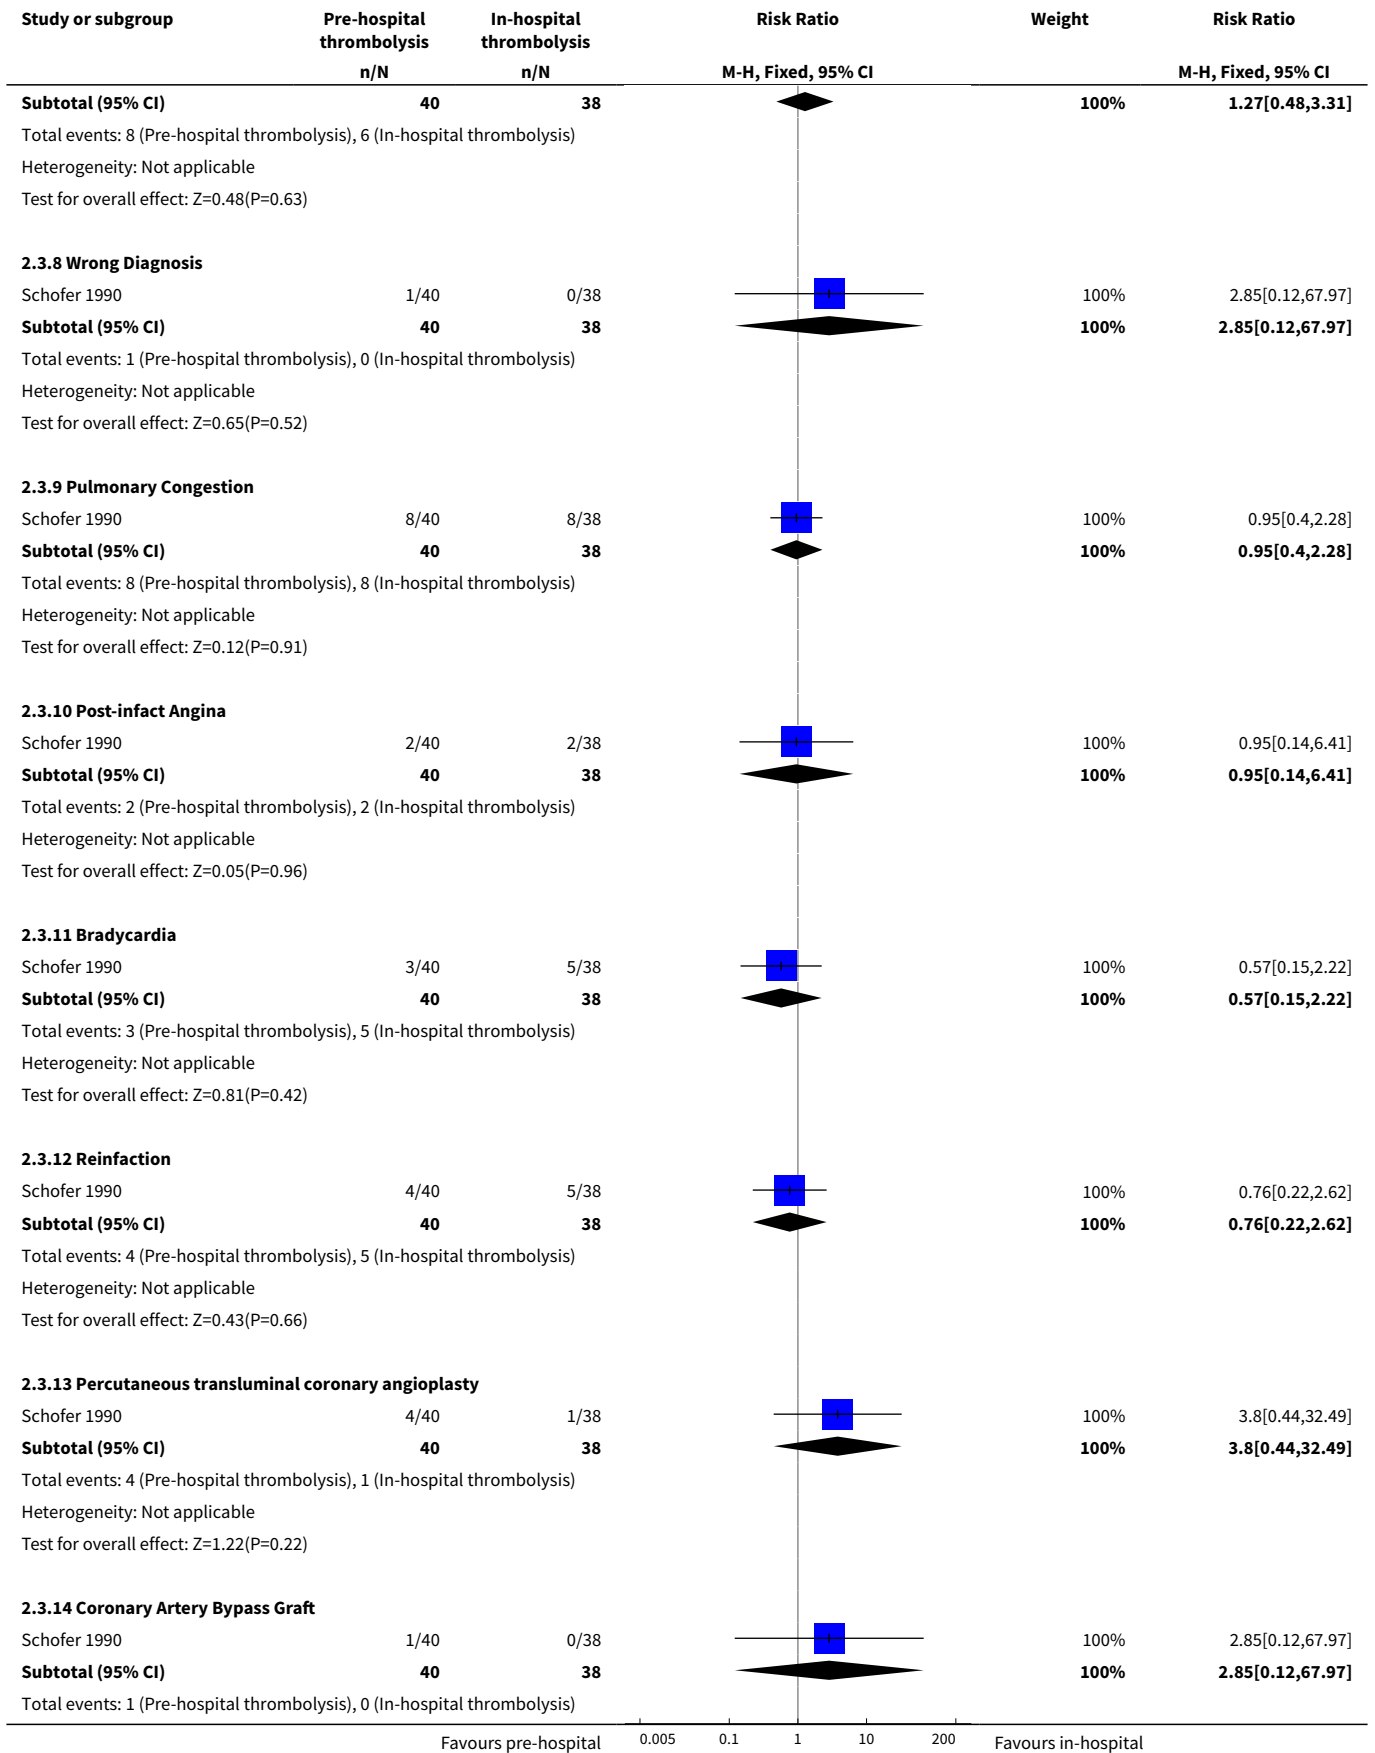 Study or subgroup Pre-hospital thrombolysis In-hospital thrombolysis Risk Ratio Weight Risk Ratio
n/N n/N M-H, Fixed, 95% CI M-H, Fixed, 95% CI
Subtotal (95% CI) 40 38 100% 1.27[0.48,3.31]
Total events: 8 (Pre-hospital thrombolysis), 6 (In-hospital thrombolysis)
Heterogeneity: Not applicable
Test for overall effect: Z=0.48(P=0.63)
2.3.8 Wrong Diagnosis
Schofer 1990 1/40 0/38 100% 2.85[0.12,67.97]
Subtotal (95% CI) 40 38 100% 2.85[0.12,67.97]
Total events: 1 (Pre-hospital thrombolysis), 0 (In-hospital thrombolysis)
Heterogeneity: Not applicable
Test for overall effect: Z=0.65(P=0.52)
2.3.9 Pulmonary Congestion
Schofer 1990 8/40 8/38 100% 0.95[0.4,2.28]
Subtotal (95% CI) 40 38 100% 0.95[0.4,2.28]
Total events: 8 (Pre-hospital thrombolysis), 8 (In-hospital thrombolysis)
Heterogeneity: Not applicable
Test for overall effect: Z=0.12(P=0.91)
2.3.10 Post-infact Angina
Schofer 1990 2/40 2/38 100% 0.95[0.14,6.41]
Subtotal (95% CI) 40 38 100% 0.95[0.14,6.41]
Total events: 2 (Pre-hospital thrombolysis), 2 (In-hospital thrombolysis)
Heterogeneity: Not applicable
Test for overall effect: Z=0.05(P=0.96)
2.3.11 Bradycardia
Schofer 1990 3/40 5/38 100% 0.57[0.15,2.22]
Subtotal (95% CI) 40 38 100% 0.57[0.15,2.22]
Total events: 3 (Pre-hospital thrombolysis), 5 (In-hospital thrombolysis)
Heterogeneity: Not applicable
Test for overall effect: Z=0.81(P=0.42)
2.3.12 Reinfaction
Schofer 1990 4/40 5/38 100% 0.76[0.22,2.62]
Subtotal (95% CI) 40 38 100% 0.76[0.22,2.62]
Total events: 4 (Pre-hospital thrombolysis), 5 (In-hospital thrombolysis)
Heterogeneity: Not applicable
Test for overall effect: Z=0.43(P=0.66)
2.3.13 Percutaneous transluminal coronary angioplasty
Schofer 1990 4/40 1/38 100% 3.8[0.44,32.49]
Subtotal (95% CI) 40 38 100% 3.8[0.44,32.49]
Total events: 4 (Pre-hospital thrombolysis), 1 (In-hospital thrombolysis)
Heterogeneity: Not applicable
Test for overall effect: Z=1.22(P=0.22)
2.3.14 Coronary Artery Bypass Graft
Schofer 1990 1/40 0/38 100% 2.85[0.12,67.97]
Subtotal (95% CI) 40 38 100% 2.85[0.12,67.97]
Total events: 1 (Pre-hospital thrombolysis), 0 (In-hospital thrombolysis)
Favours pre-hospital 0.005 0.1 1 10 200 Favours in-hospital